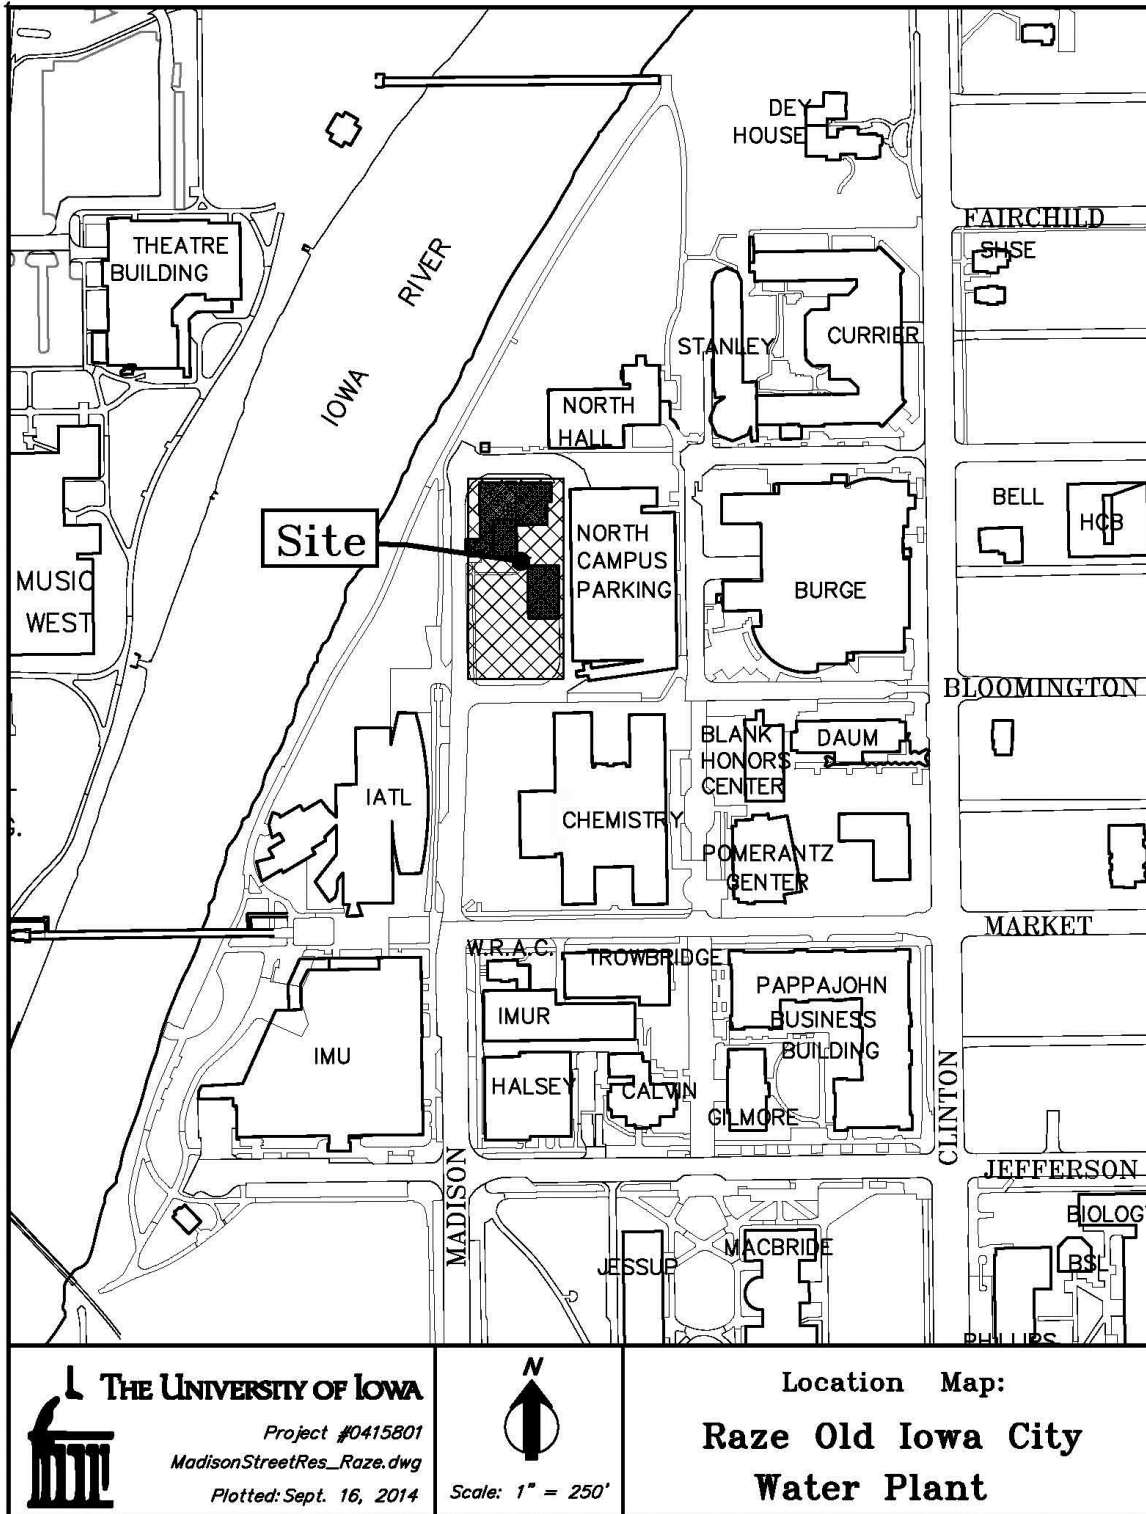 DEY
HOUSE
FAIRCHILD
THEATRE
BUILDING
SHSE
IOWA
RIVER
STANLEY
CURRIER
NORTH
HALL
Site
NORTH
CAMPUS
PARKING
BELL
HCB
MUSIC
WEST
BURGE
BLOOMINGTON
BLANK
HONORS
CENTER
DAUM
IATL
CHEMISTRY
POMERANTZ
CENTER
G.
MARKET
W.R.A.C.
TROWBRIDGE
PAPPAJOHN
BUSINESS
BUILDING
IMUR
IMU
HALSEY
CALVIN
GILMORE
CLINTON
MADISON
JEFFERSON
BIOLOGY
JESSUP
MACBRIDE
BSL
PHILLIPS
THE UNIVERSITY OF IOWA
Project #0415801
MadisonStreetRes_Raze.dwg
Plotted: Sept. 16, 2014
N
Scale: 1" = 250'
Location Map:
Raze Old Iowa City
Water Plant